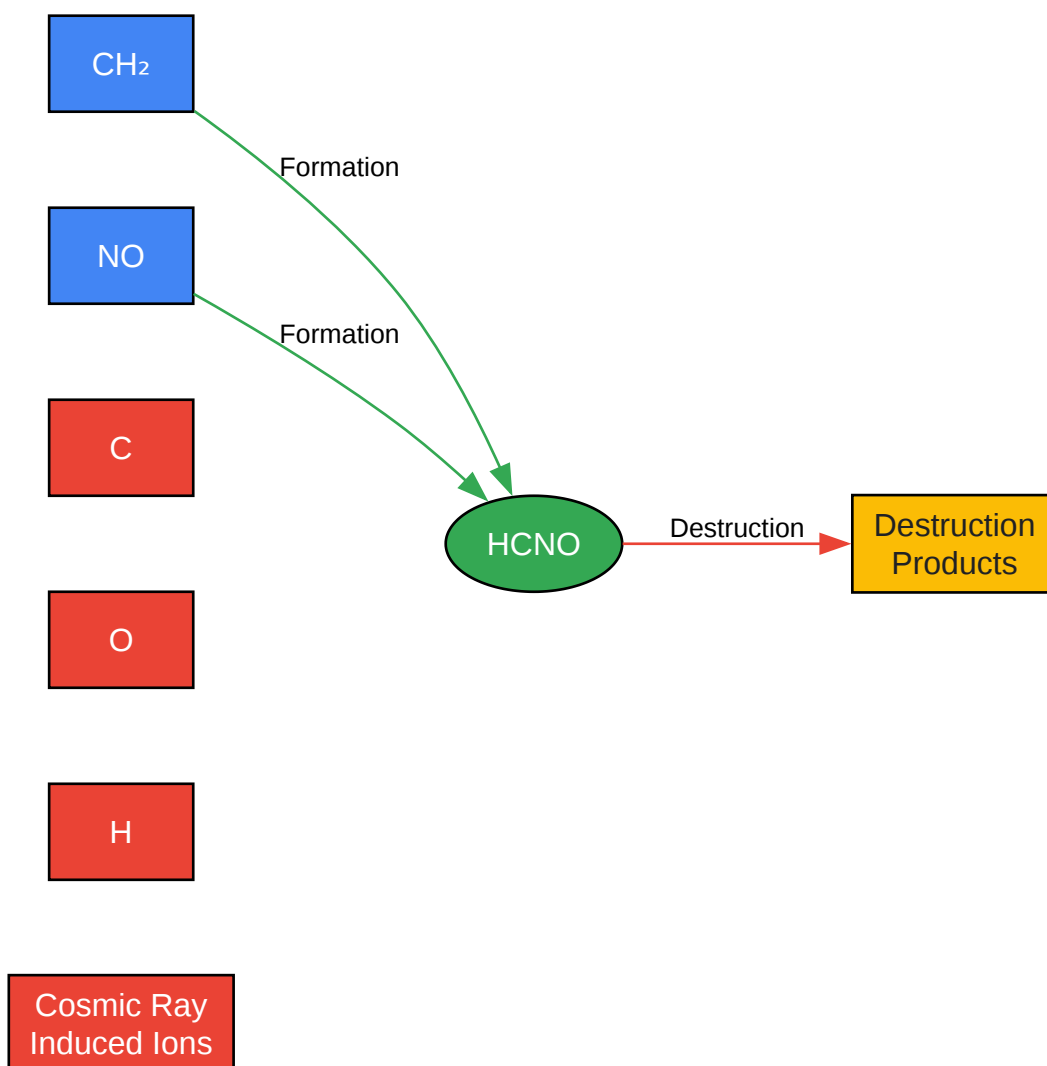 CH₂
Formation
NO
Formation
C
HCNO
Destruction
Destruction
Products
O
H
Cosmic Ray
Induced Ions